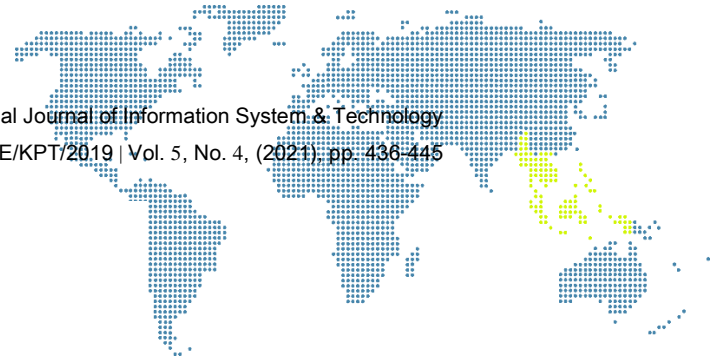 al Journal of Information System & Technology
E/KPT/2019 | Vol. 5, No. 4, (2021), pp. 436-445